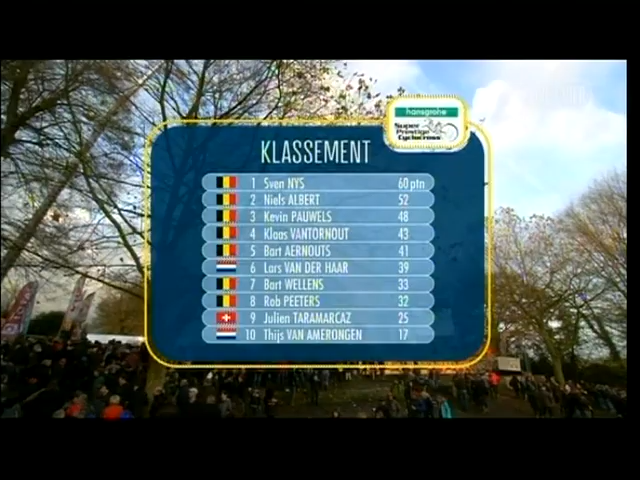 hansgrohe
Super
Prestige
Cyclocross
KLASSEMENT
1 Sven NYS 60 ptn
2 Niels ALBERT 52
3 Kevin PAUWELS 48
4 Klaas VANTORNOUT 43
5 Bart AERNOUTS 41
6 Lars VAN DER HAAR 39
7 Bart WELLENS 33
8 Rob PEETERS 32
9 Julien TARAMARCAZ 25
10 Thijs VAN AMERONGEN 17